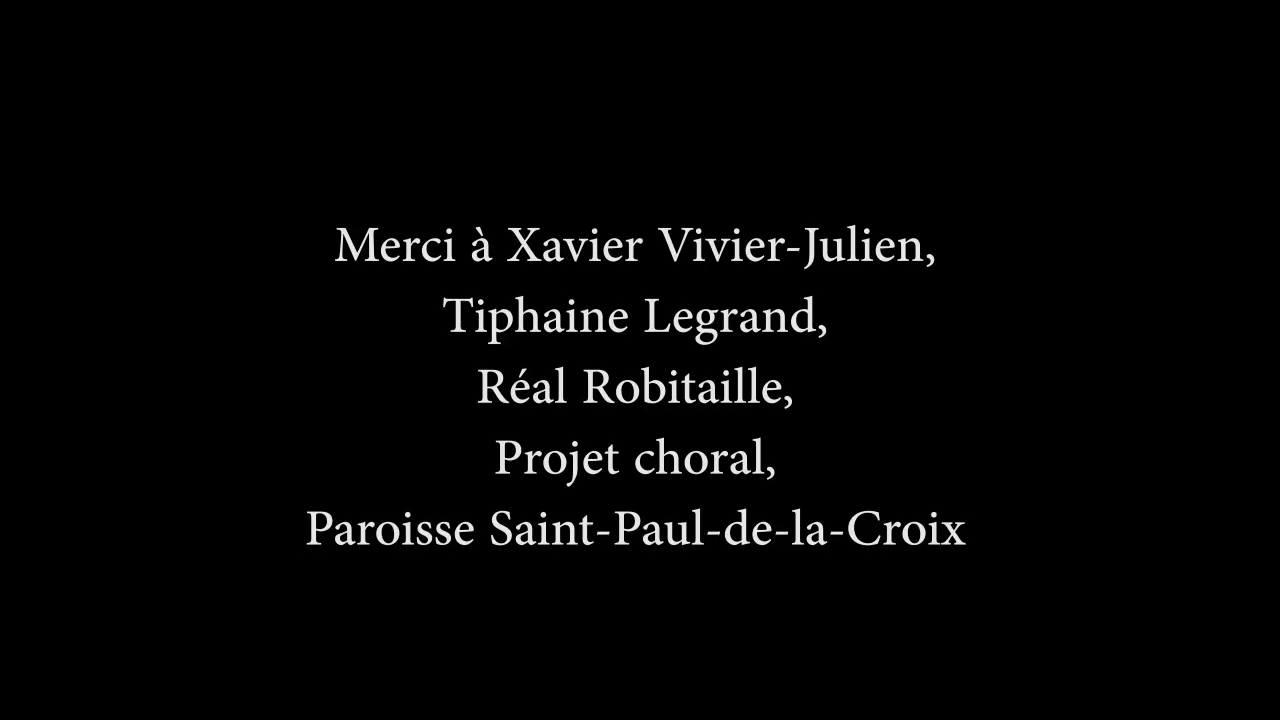 Merci à Xavier Vivier-Julien,
Tiphaine Legrand,
Réal Robitaille,
Projet choral,
Paroisse Saint-Paul-de-la-Croix